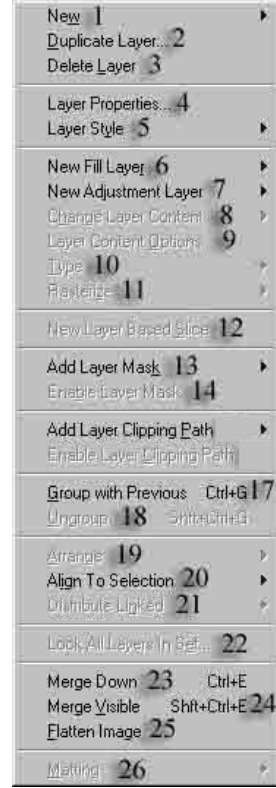 New 1
Duplicate Layer... 2
Delete Layer 3
Layer Properties... 4
Layer Style 5
New Fill Layer 6
New Adjustment Layer 7
Change Layer Content 8
Layer Content Options 9
Type 10
Rasterize 11
New Layer Based Slice 12
Add Layer Mask 13
Enable Layer Mask 14
Add Layer Clipping Path
Enable Layer Clipping Path
Group with Previous Ctrl+G 17
Ungroup 18 Shft+Ctrl+G
Arrange 19
Align To Selection 20
Distribute Linked 21
Lock All Layers In Set... 22
Merge Down 23 Ctrl+E
Merge Visible Shft+Ctrl+E 24
Flatten Image 25
Matting 26